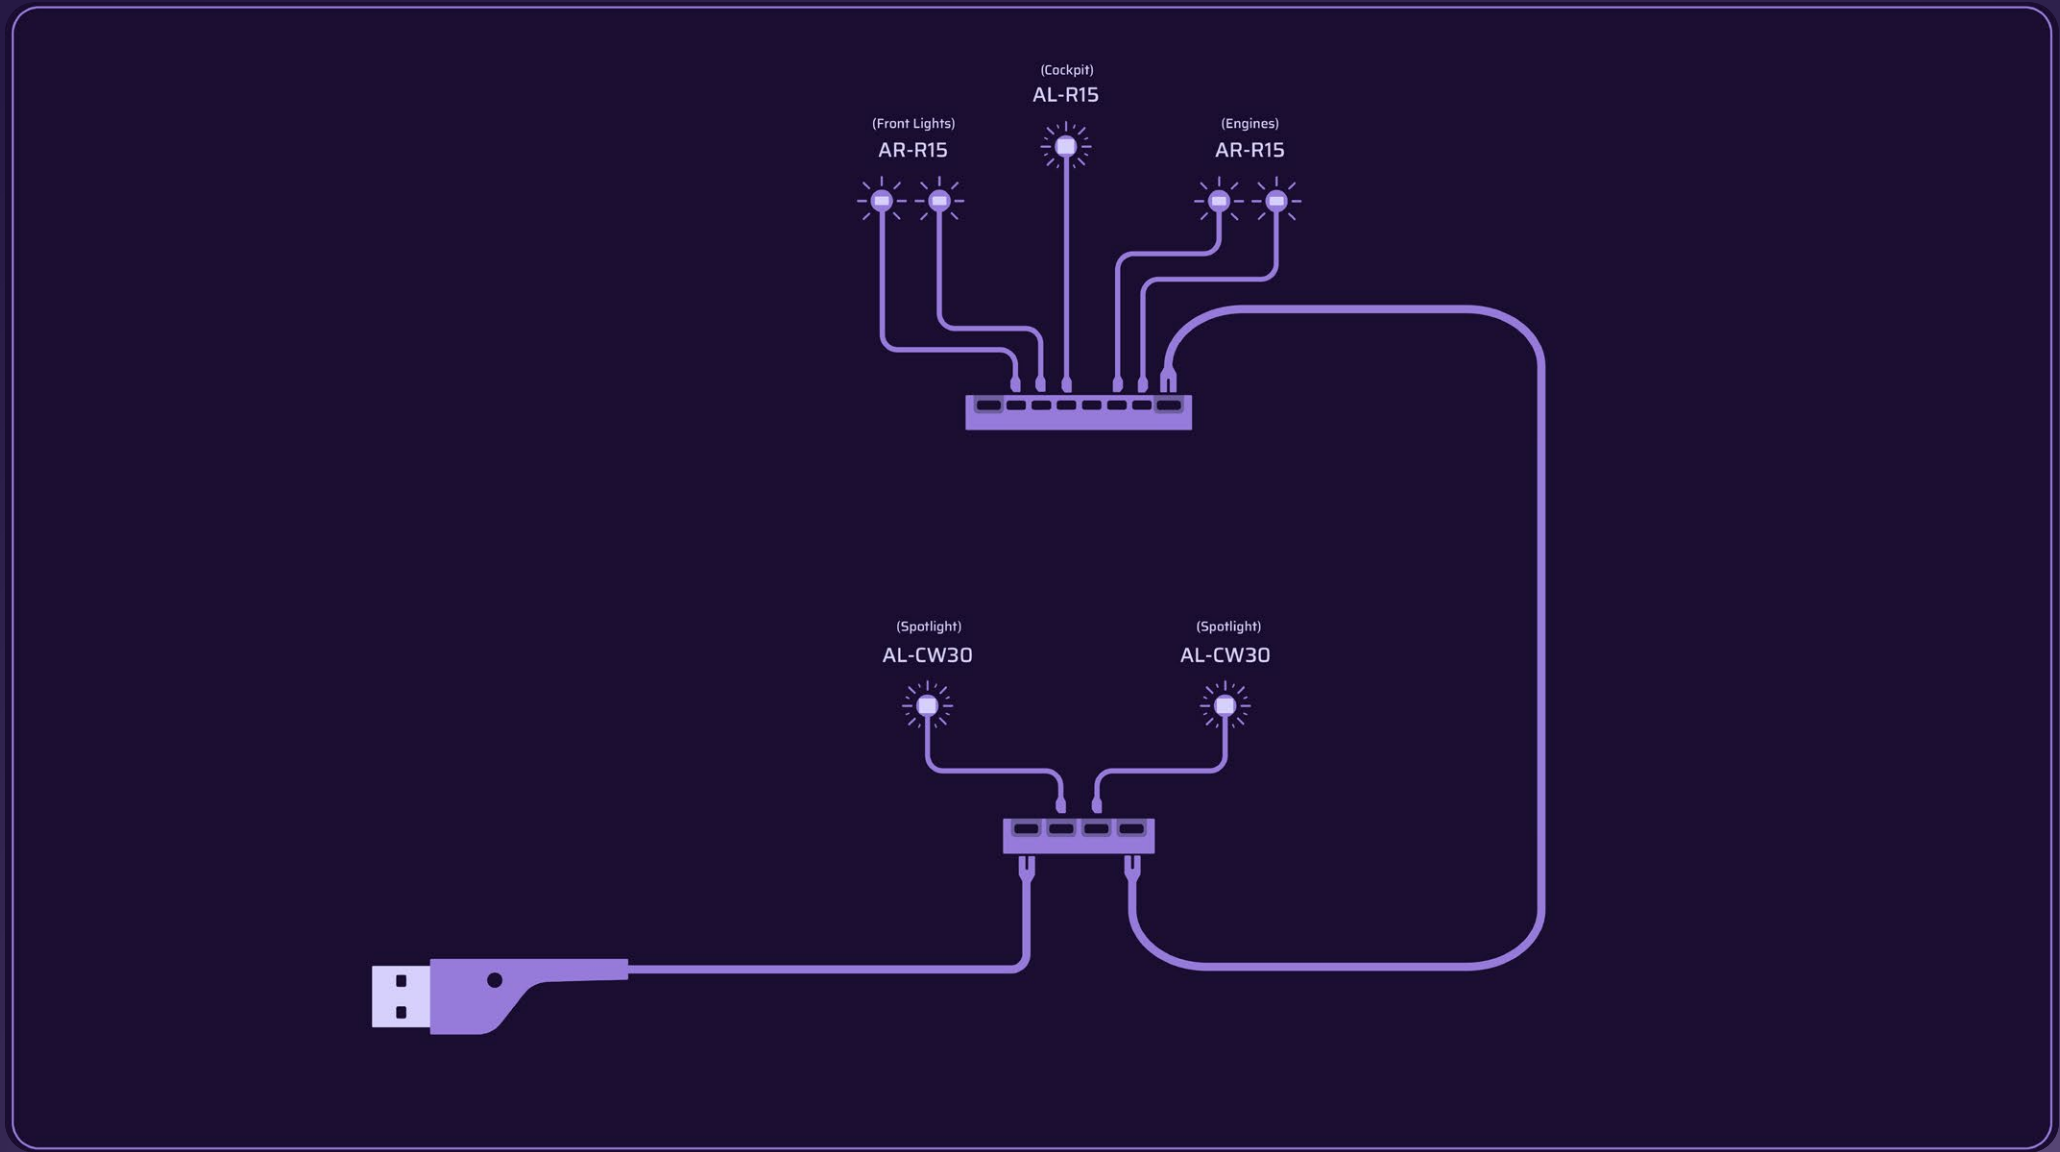 (Cockpit)
AL-R15
(Front Lights)
AR-R15
(Engines)
AR-R15
(Spotlight)
AL-CW30
(Spotlight)
AL-CW30